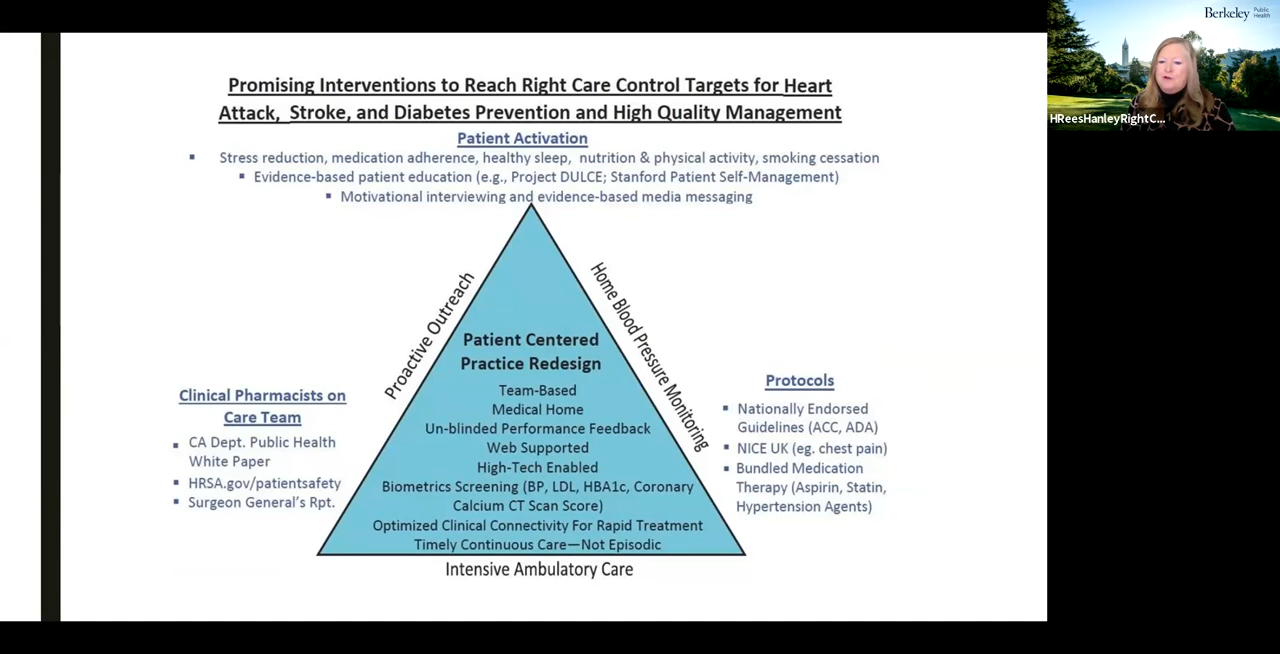 Berkeley Public Health
HReesHanleyRightC...
Promising Interventions to Reach Right Care Control Targets for Heart
Attack, Stroke, and Diabetes Prevention and High Quality Management
Patient Activation
▪ Stress reduction, medication adherence, healthy sleep, nutrition & physical activity, smoking cessation
▪ Evidence-based patient education (e.g., Project DULCE; Stanford Patient Self-Management)
▪ Motivational interviewing and evidence-based media messaging
Proactive Outreach
Home Blood Pressure Monitoring
Patient Centered
Practice Redesign
Team-Based
Medical Home
Un-blinded Performance Feedback
Web Supported
High-Tech Enabled
Biometrics Screening (BP, LDL, HBA1c, Coronary
Calcium CT Scan Score)
Optimized Clinical Connectivity For Rapid Treatment
Timely Continuous Care—Not Episodic
Intensive Ambulatory Care
Clinical Pharmacists on
Care Team
▪ CA Dept. Public Health
White Paper
▪ HRSA.gov/patientsafety
▪ Surgeon General's Rpt.
Protocols
▪ Nationally Endorsed
Guidelines (ACC, ADA)
▪ NICE UK (eg. chest pain)
▪ Bundled Medication
Therapy (Aspirin, Statin,
Hypertension Agents)